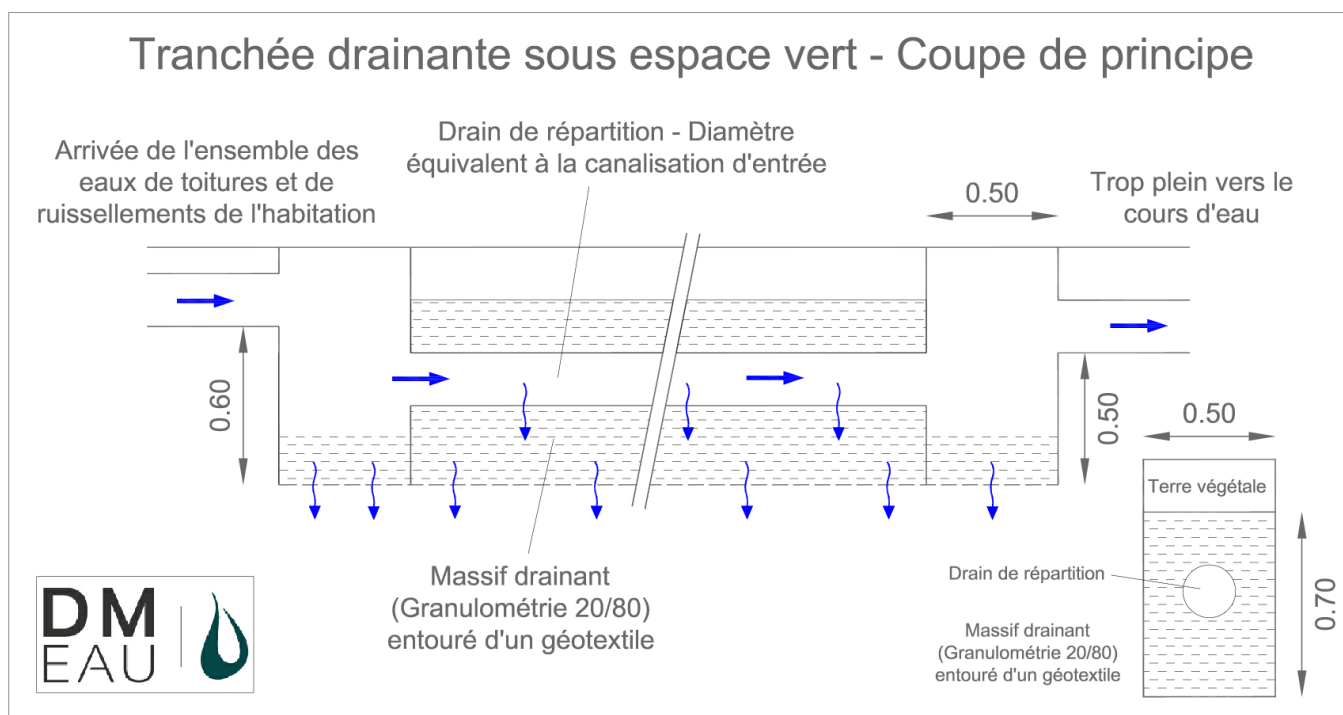 Tranchée drainante sous espace vert - Coupe de principe
Arrivée de l'ensemble des
eaux de toitures et de
ruissellements de l'habitation
Drain de répartition - Diamètre
équivalent à la canalisation d'entrée
0.50
Trop plein vers le
cours d'eau
0.60
0.50
0.50
Terre végétale
Drain de répartition
0.70
Massif drainant
(Granulométrie 20/80)
entouré d'un géotextile
Massif drainant
(Granulométrie 20/80)
entouré d'un géotextile
DM
EAU